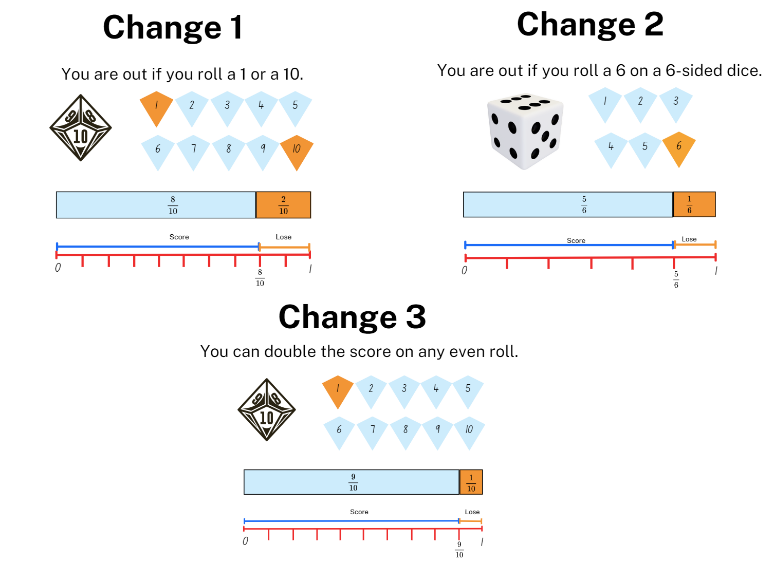 Change 1
You are out if you roll a 1 or a 10.
10
1 2 3 4 5
6 7 8 9 10
8/10 2/10
Score Lose
0 8/10 1
Change 2
You are out if you roll a 6 on a 6-sided dice.
1 2 3
4 5 6
5/6 1/6
Score Lose
0 5/6 1
Change 3
You can double the score on any even roll.
10
1 2 3 4 5
6 7 8 9 10
9/10 1/10
Score Lose
0 9/10 1